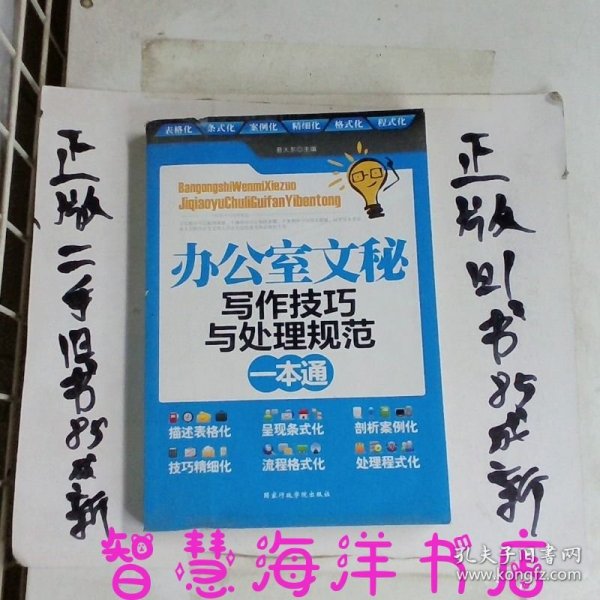 表格化 条式化 案例化 精细化 格式化 程式化
主编
BangongshiWenmiXiezuo
JiqiaoyuChuliGuifanYibentong
办公室文秘
写作技巧
与处理规范
一本通
描述表格化 呈现条式化 剖析案例化
技巧精细化 流程格式化 处理程式化
国家行政学院出版社
正版二手旧书85成新
正版旧书85成新
智慧海洋书店
孔夫子旧书网
www.kongfz.com